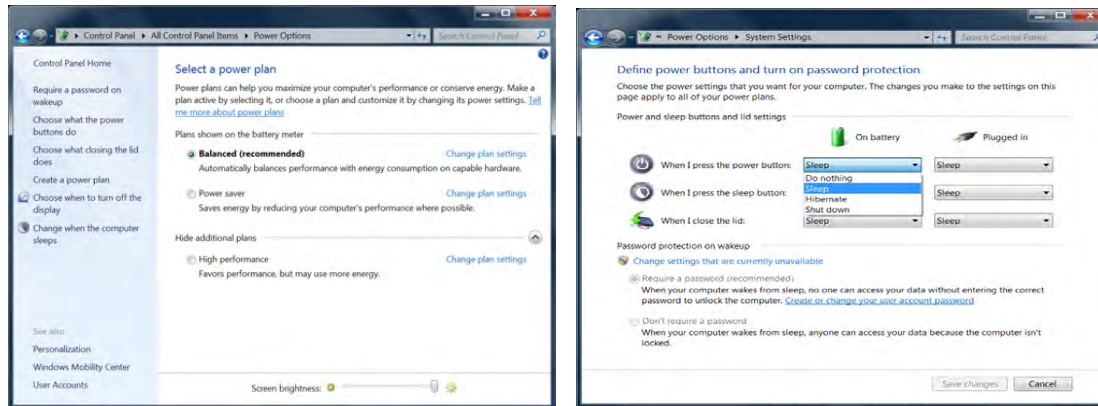 Control Panel ▸ All Control Panel Items ▸ Power Options
Search Control Panel
Control Panel Home
Require a password on
wakeup
Choose what the power
buttons do
Choose what closing the lid
does
Create a power plan
Choose when to turn off the
display
Change when the computer
sleeps
See also
Personalization
Windows Mobility Center
User Accounts
Select a power plan
Power plans can help you maximize your computer's performance or conserve energy. Make a
plan active by selecting it, or choose a plan and customize it by changing its power settings. Tell
me more about power plans
Plans shown on the battery meter
Balanced (recommended) Change plan settings
Automatically balances performance with energy consumption on capable hardware.
Power saver Change plan settings
Saves energy by reducing your computer's performance where possible.
Hide additional plans
High performance Change plan settings
Favors performance, but may use more energy.
Screen brightness:
Power Options ▸ System Settings
Search Control Panel
Define power buttons and turn on password protection
Choose the power settings that you want for your computer. The changes you make to the settings on this
page apply to all of your power plans.
Power and sleep buttons and lid settings
On battery Plugged in
When I press the power button: Sleep Sleep
Do nothing
Sleep
Hibernate
Shut down
When I press the sleep button: Sleep
When I close the lid: Sleep Sleep
Password protection on wakeup
Change settings that are currently unavailable
Require a password (recommended)
When your computer wakes from sleep, no one can access your data without entering the correct
password to unlock the computer. Create or change your user account password
Don't require a password
When your computer wakes from sleep, anyone can access your data because the computer isn't
locked.
Save changes Cancel